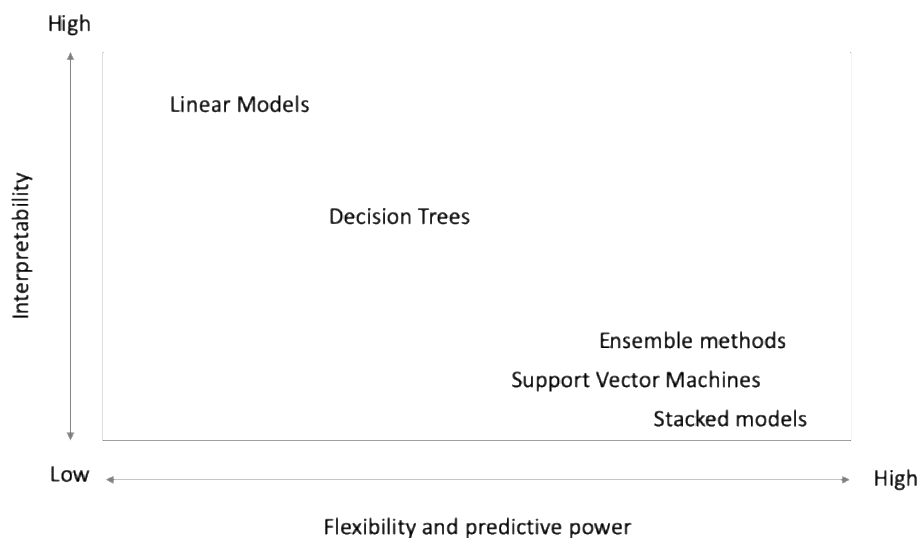 High
Linear Models
Interpretability
Decision Trees
Ensemble methods
Support Vector Machines
Stacked models
Low
High
Flexibility and predictive power